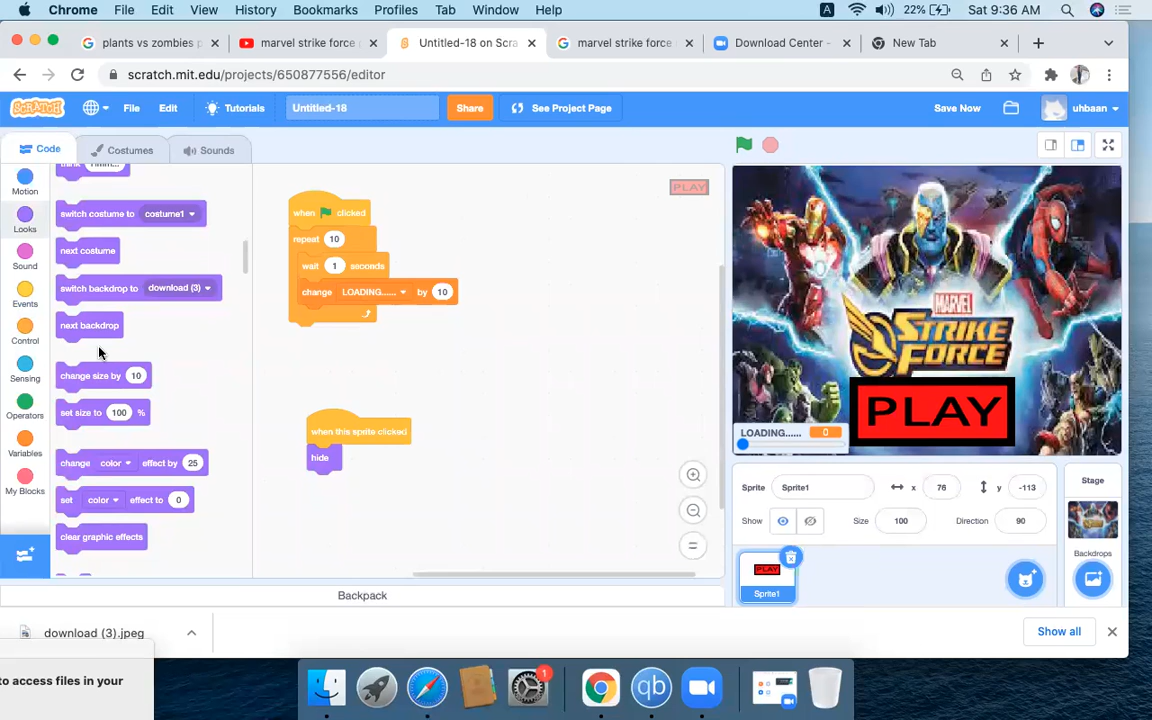 Chrome File Edit View History Bookmarks Profiles Tab Window Help A 22% Sat 9:36 AM
plants vs zombies p marvel strike force ( Untitled-18 on Scra marvel strike force Download Center - New Tab
scratch.mit.edu/projects/650877556/editor
SCRATCH File Edit Tutorials Untitled-18 Share See Project Page Save Now uhbaan
Code Costumes Sounds
Motion
Looks
Sound
Events
Control
Sensing
Operators
Variables
My Blocks
switch costume to costume1
next costume
switch backdrop to download (3)
next backdrop
change size by 10
set size to 100 %
change color effect by 25
set color effect to 0
clear graphic effects
when clicked
repeat 10
wait 1 seconds
change LOADING...... by 10
when this sprite clicked
hide
PLAY
MARVEL
STRIKE
FORCE
PLAY
LOADING...... 0
Sprite Sprite1 x 76 y -113
Show Size 100 Direction 90
PLAY
Sprite1
Stage
Backdrops
Backpack
download (3).jpeg Show all
to access files in your
1
qb